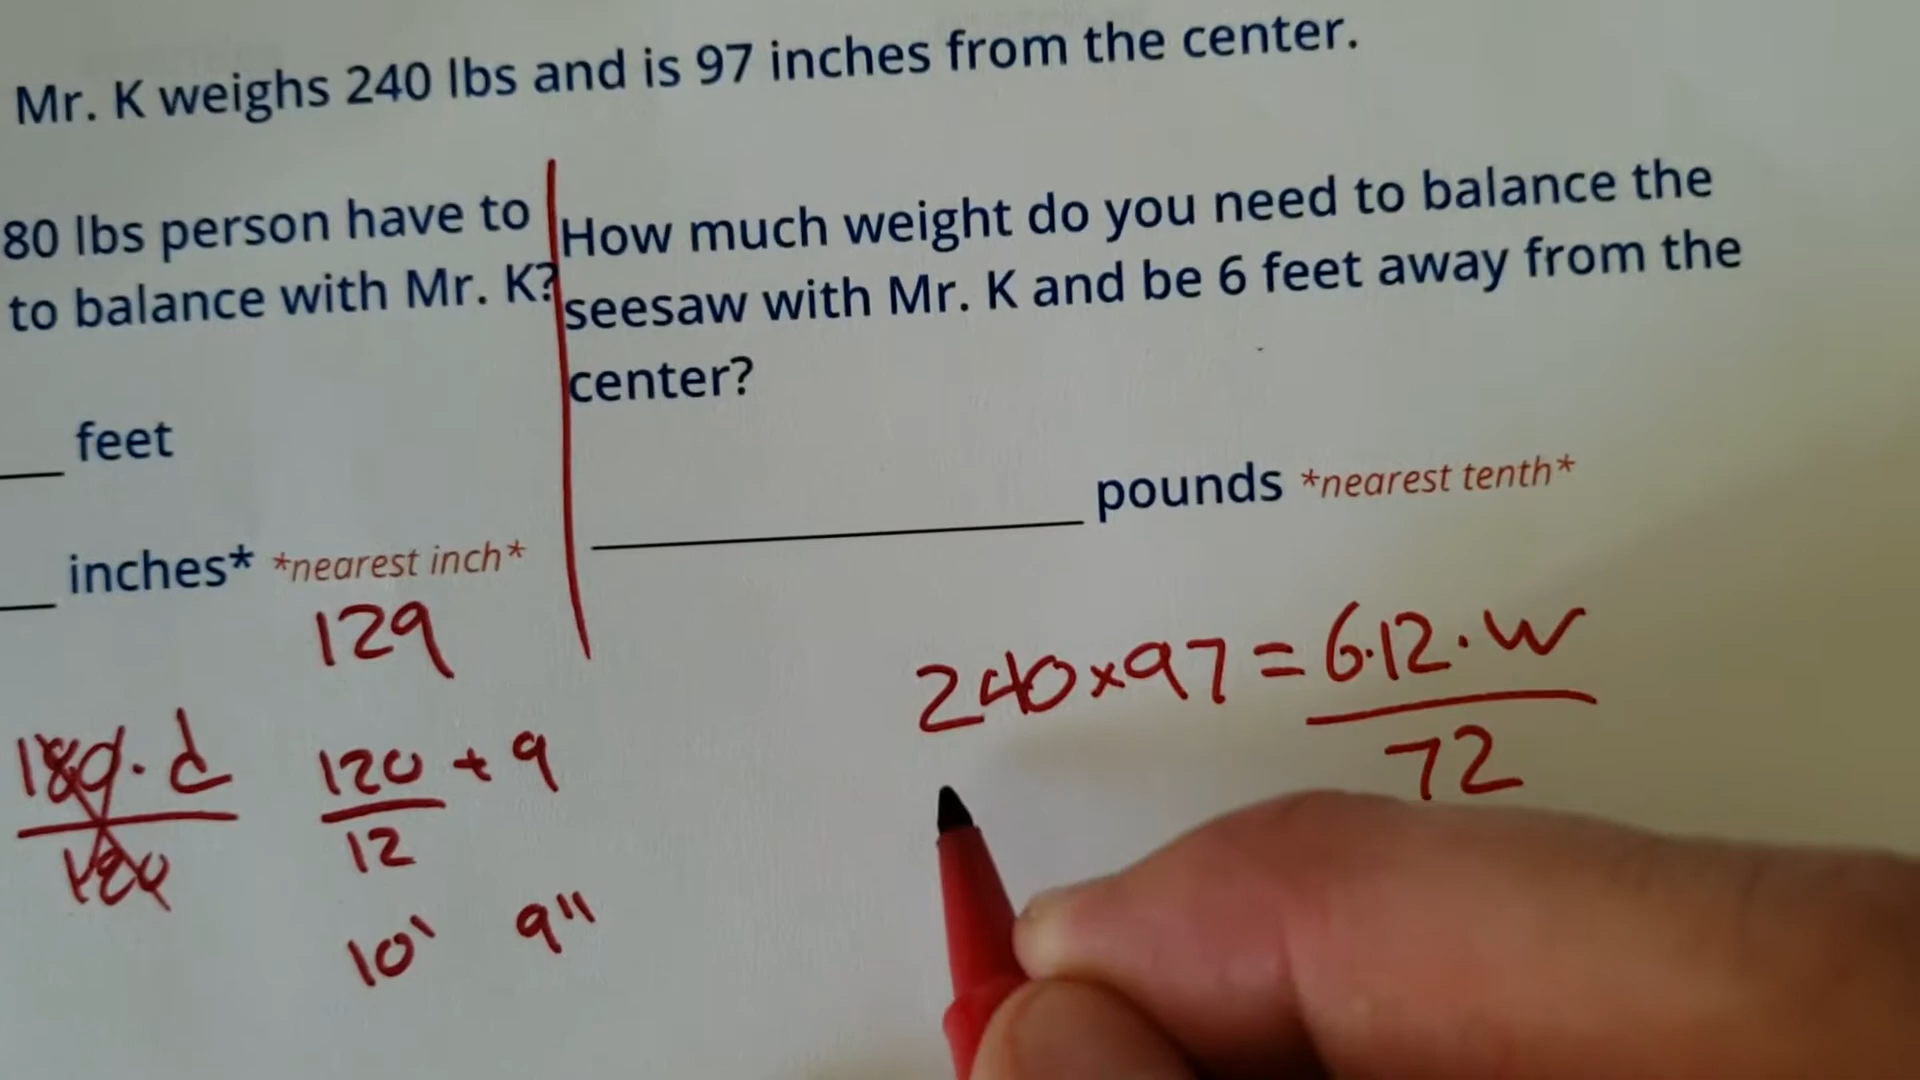 Mr. K weighs 240 lbs and is 97 inches from the center.
80 lbs person have to
to balance with Mr. K?
feet
inches* *nearest inch*
129
180·d
180
120 + 9
12
10' 9"
How much weight do you need to balance the
seesaw with Mr. K and be 6 feet away from the
center?
pounds *nearest tenth*
240×97 = 6·12·W
72